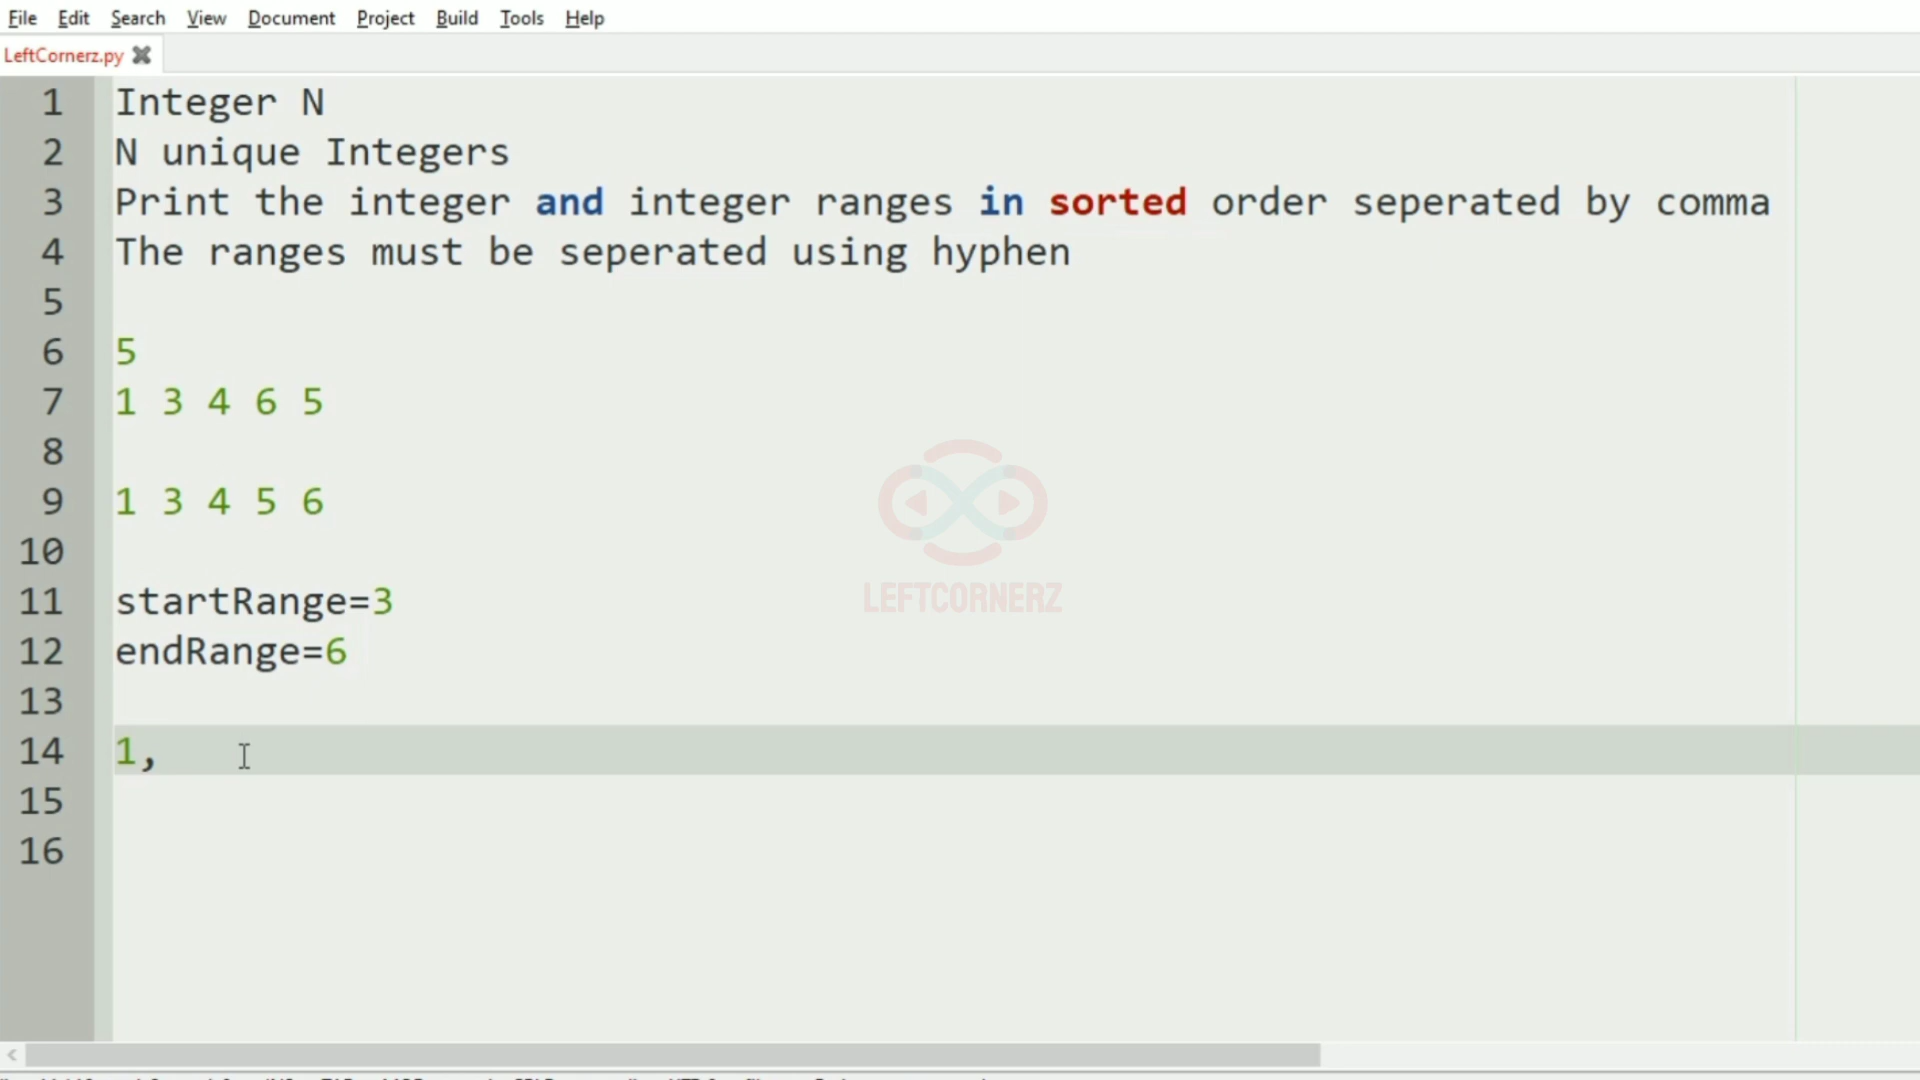 File Edit Search View Document Project Build Tools Help
LeftCornerz.py
1 Integer N
2 N unique Integers
3 Print the integer and integer ranges in sorted order seperated by comma
4 The ranges must be seperated using hyphen
5
6 5
7 1 3 4 6 5
8
9 1 3 4 5 6
10
11 startRange=3
12 endRange=6
13
14 1,
15
16
LEFTCORNERZ